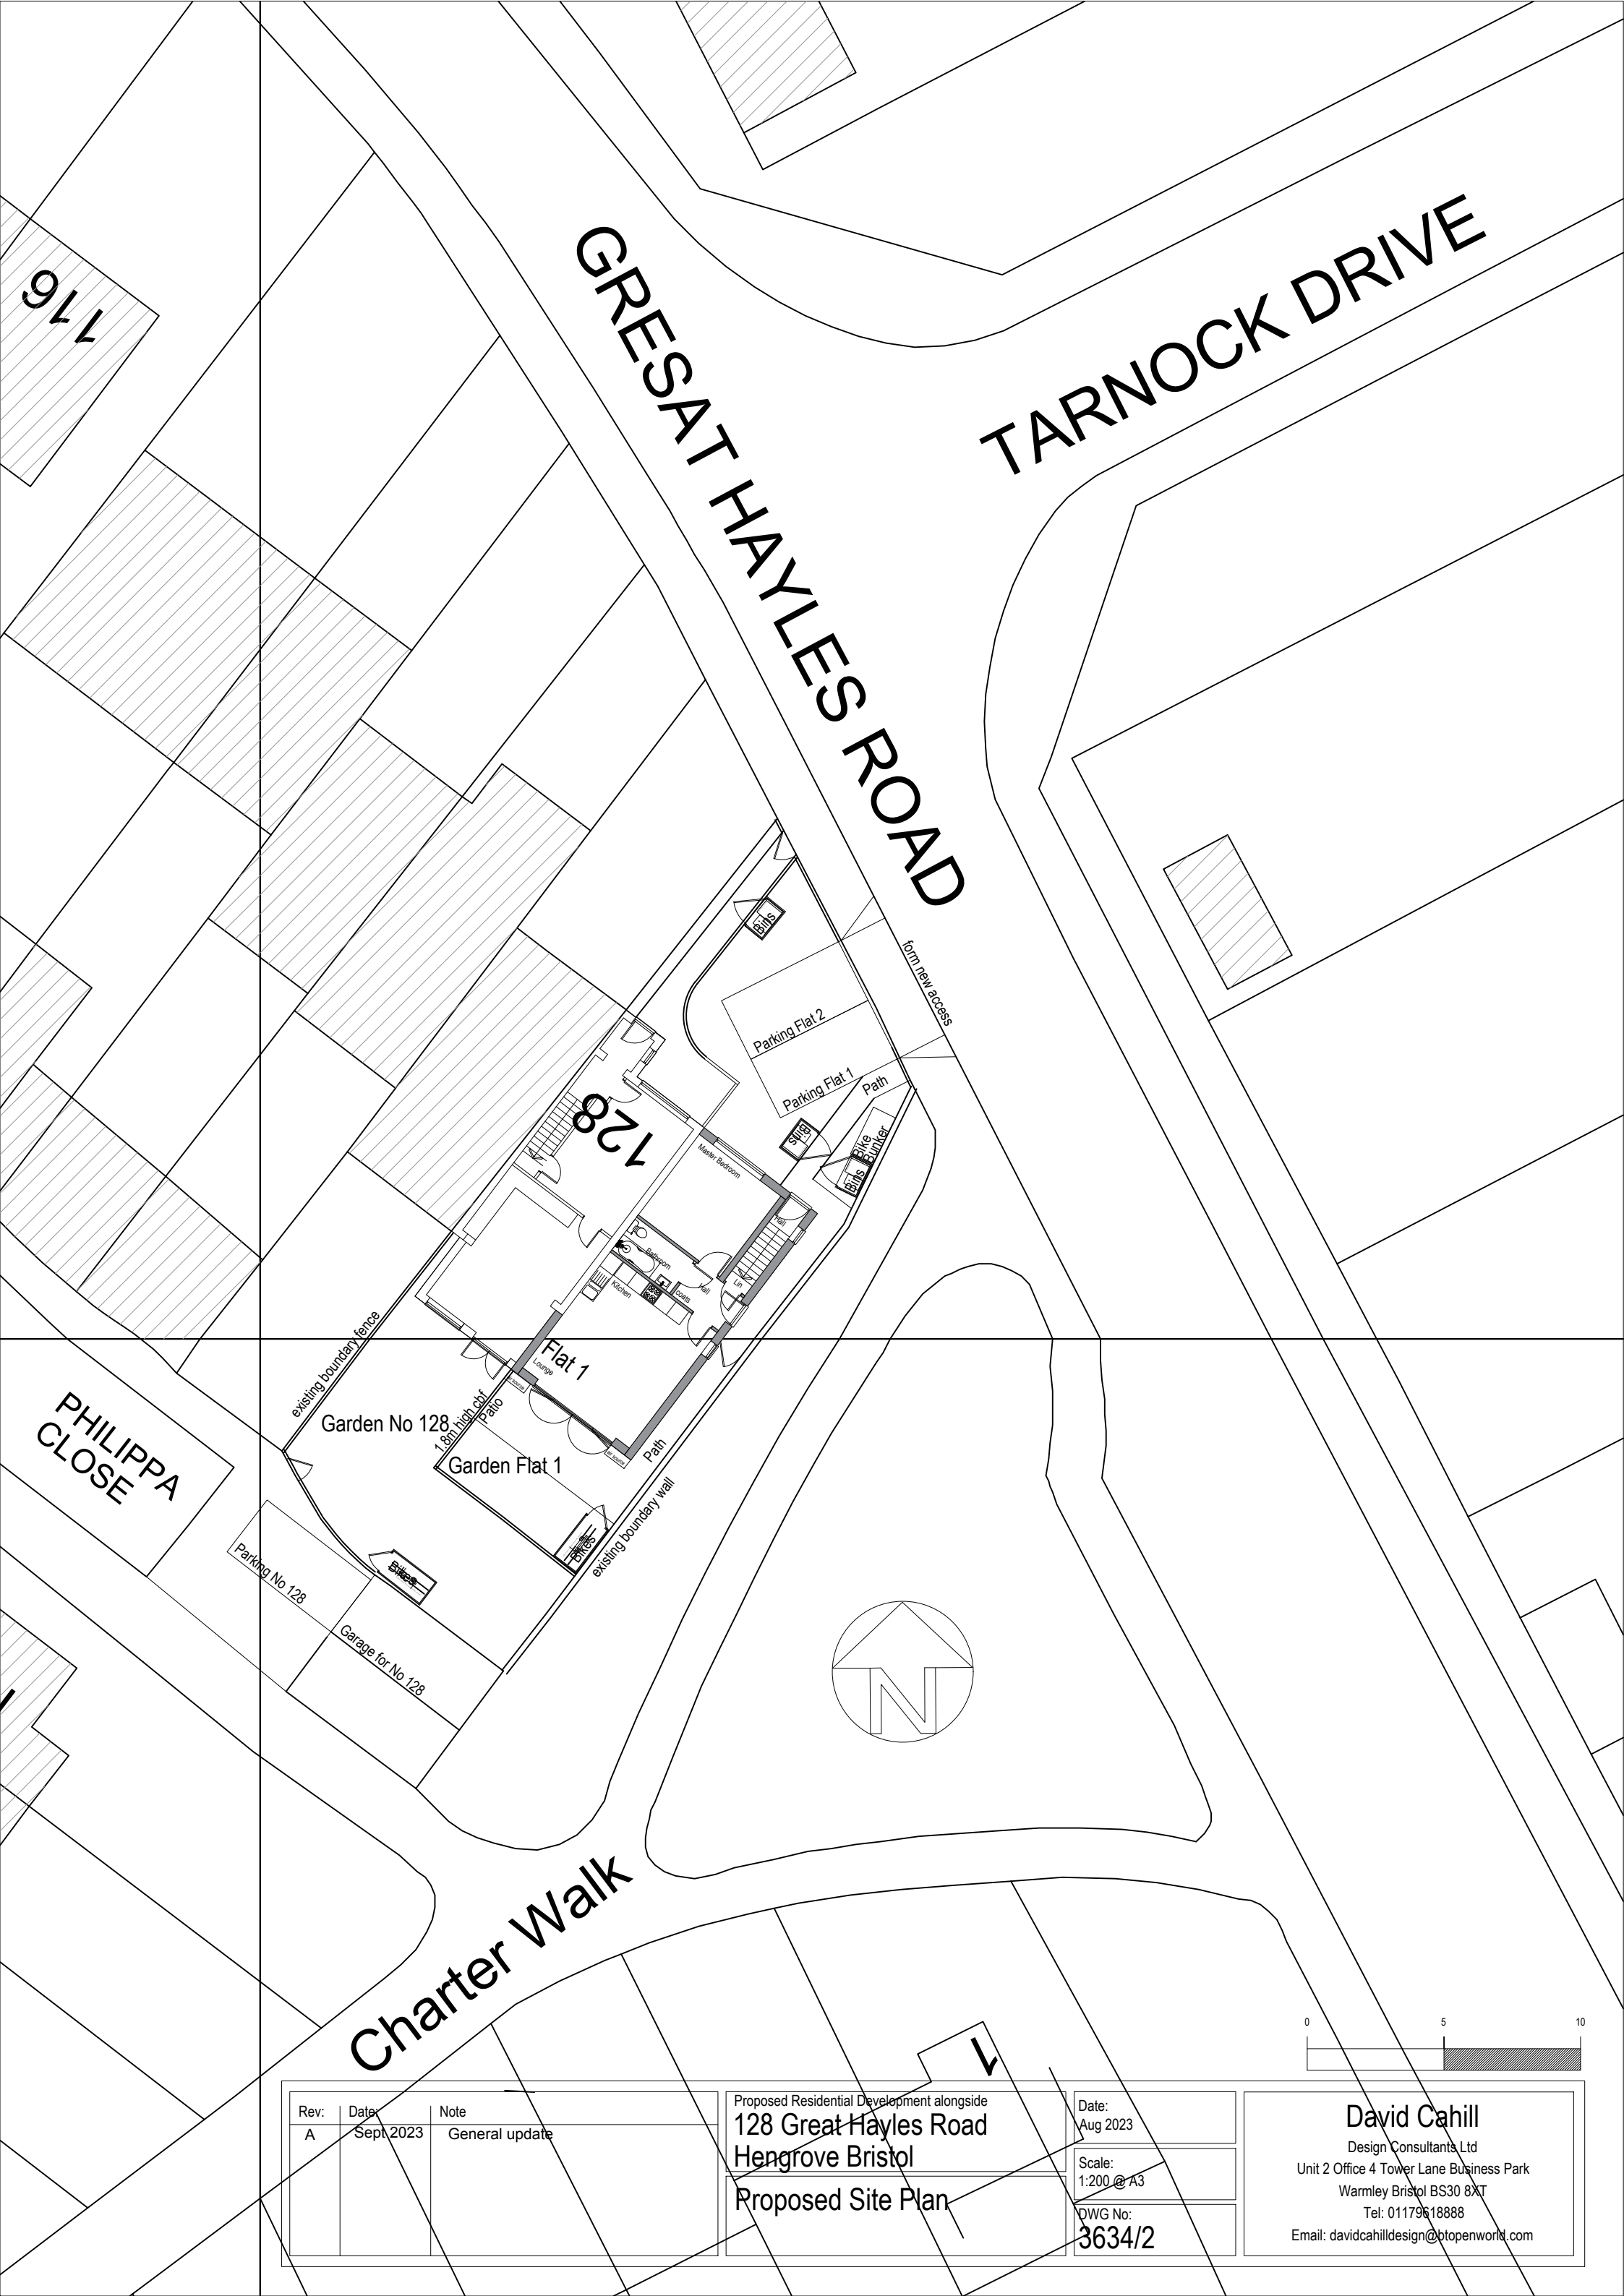 116
GRESAT HAYLES ROAD
TARNOCK DRIVE
Bins
form new access
Parking Flat 2
Parking Flat 1
Path
128
Bins
Bike
Bunker
Bins
Master Bedroom
Hall
Bathroom
Hall
Lin
Kitchen
coats
Flat 1
Lounge
existing boundary fence
Garden No 128
1.8m high cbf
Patio
Garden Flat 1
Path
existing boundary wall
Bikes
Bikes
PHILIPPA
CLOSE
Parking No 128
Garage for No 128
N
Charter Walk
1
0 5 10
Rev: Date: Note
A Sept 2023 General update
Proposed Residential Development alongside
128 Great Hayles Road
Hengrove Bristol
Proposed Site Plan
Date:
Aug 2023
Scale:
1:200 @ A3
DWG No:
3634/2
David Cahill
Design Consultants Ltd
Unit 2 Office 4 Tower Lane Business Park
Warmley Bristol BS30 8XT
Tel: 01179618888
Email: davidcahilldesign@btopenworld.com